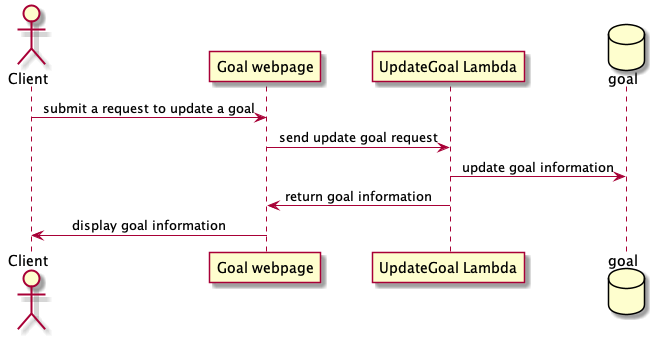 Client
Goal webpage
UpdateGoal Lambda
goal
submit a request to update a goal
send update goal request
update goal information
return goal information
display goal information
Client
Goal webpage
UpdateGoal Lambda
goal